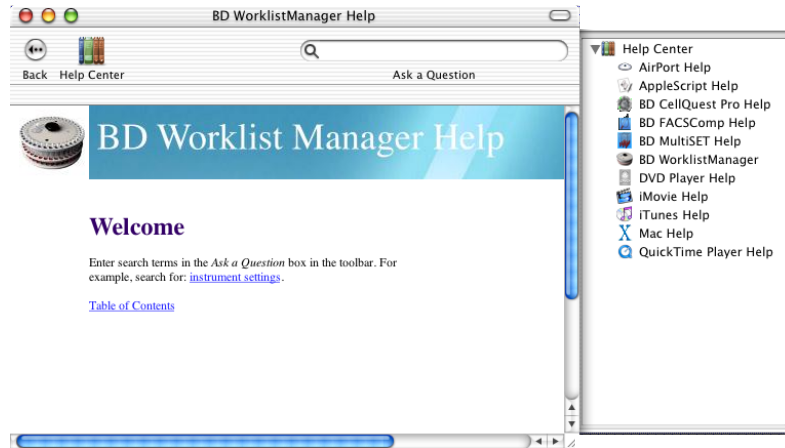 BD WorklistManager Help
Back Help Center
Ask a Question
BD Worklist Manager Help
Welcome
Enter search terms in the Ask a Question box in the toolbar. For
example, search for: instrument settings.
Table of Contents
Help Center
AirPort Help
AppleScript Help
BD CellQuest Pro Help
BD FACSComp Help
BD MultiSET Help
BD WorklistManager
DVD Player Help
iMovie Help
iTunes Help
Mac Help
QuickTime Player Help